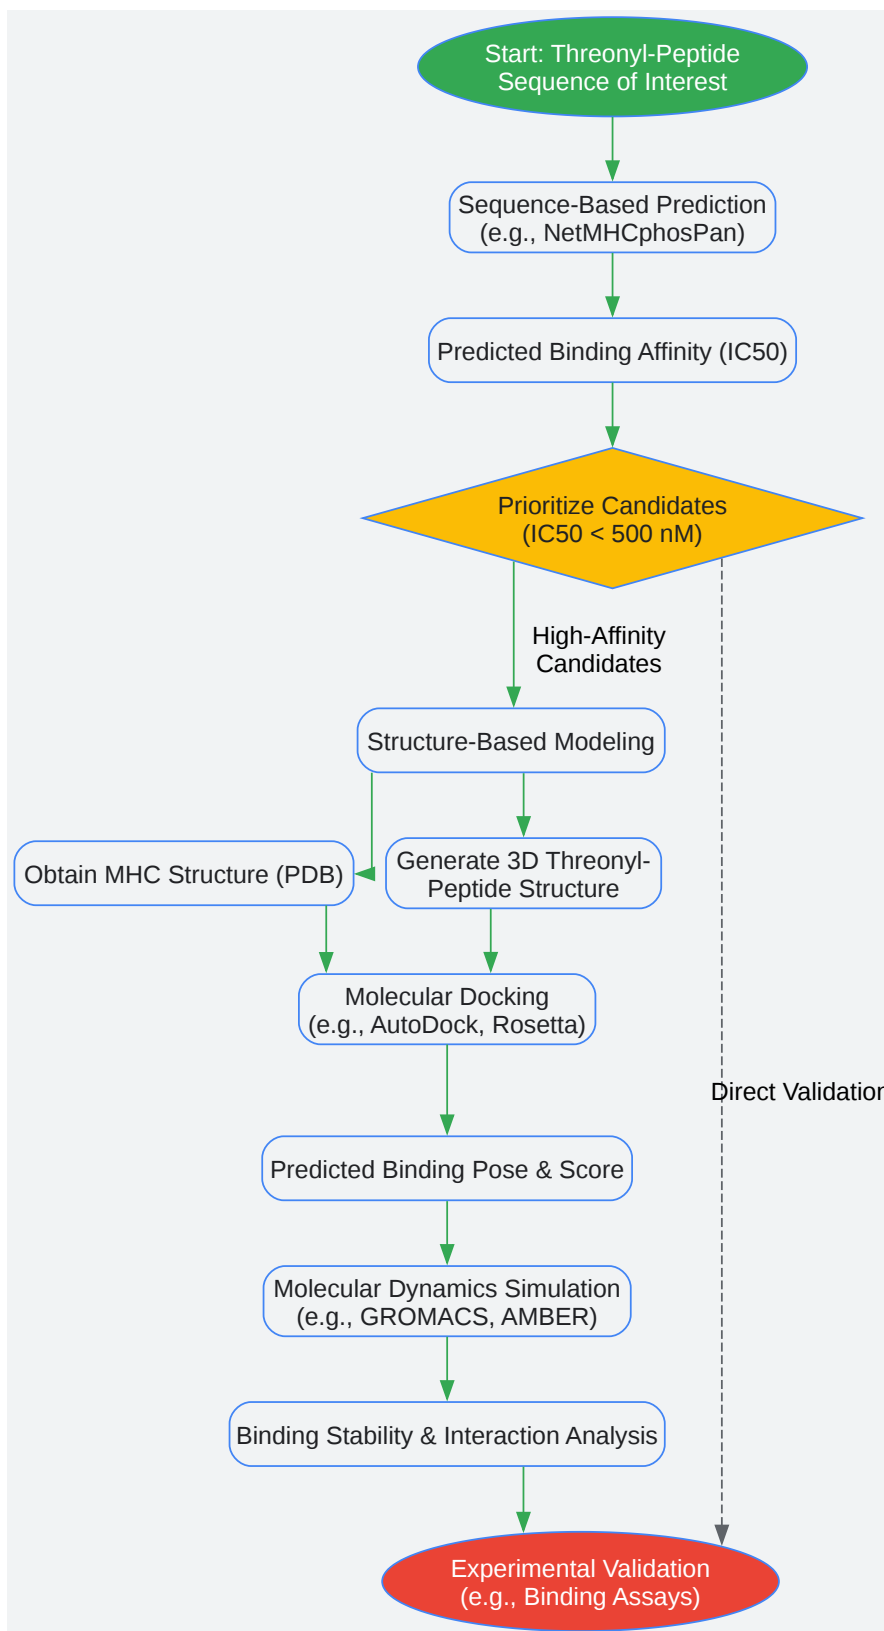 Start: Threonyl-Peptide
Sequence of Interest
Sequence-Based Prediction
(e.g., NetMHCphosPan)
Predicted Binding Affinity (IC50)
Prioritize Candidates
(IC50 < 500 nM)
High-Affinity
Candidates
Structure-Based Modeling
Obtain MHC Structure (PDB)
Generate 3D Threonyl-
Peptide Structure
Molecular Docking
(e.g., AutoDock, Rosetta)
Direct Validation
Predicted Binding Pose & Score
Molecular Dynamics Simulation
(e.g., GROMACS, AMBER)
Binding Stability & Interaction Analysis
Experimental Validation
(e.g., Binding Assays)